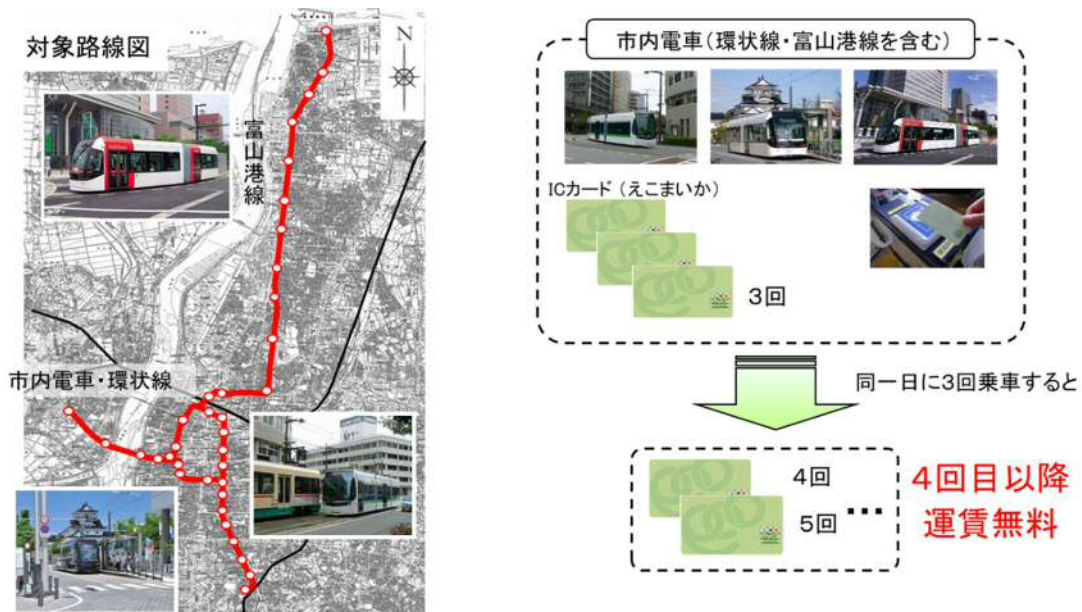 対象路線図
N
富山港線
市内電車・環状線
市内電車(環状線・富山港線を含む)
ICカード (えこまいか)
3回
同一日に3回乗車すると
4回
5回
・・・
4回目以降
運賃無料